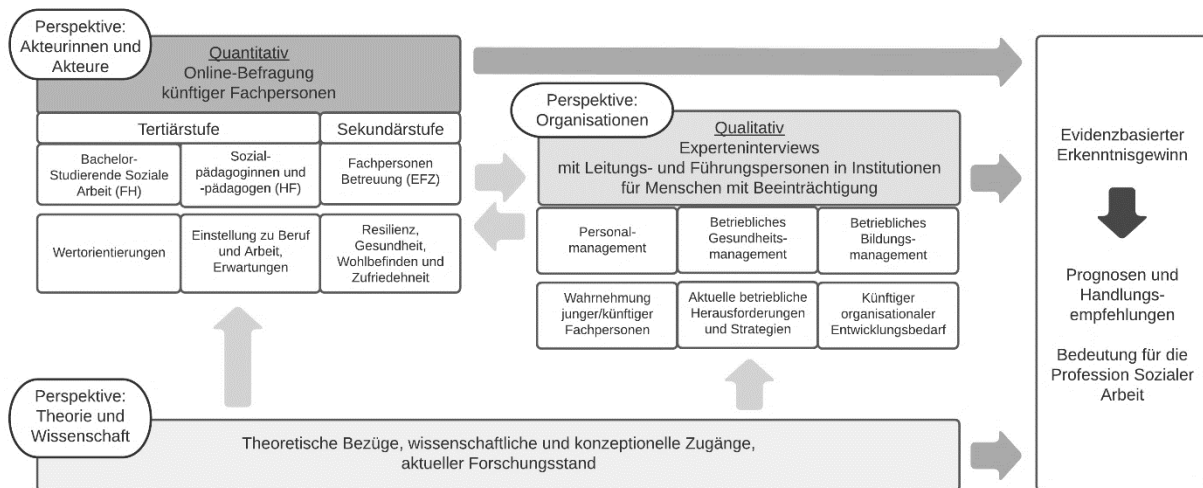 Perspektive:
Akteurinnen und
Akteure
Quantitativ
Online-Befragung
künftiger Fachpersonen
Tertiärstufe
Sekundärstufe
Bachelor-
Studierende Soziale
Arbeit (FH)
Sozial-
pädagoginnen und
-pädagogen (HF)
Fachpersonen
Betreuung (EFZ)
Wertorientierungen
Einstellung zu Beruf
und Arbeit,
Erwartungen
Resilienz,
Gesundheit,
Wohlbefinden und
Zufriedehneit
Perspektive:
Organisationen
Qualitativ
Experteninterviews
mit Leitungs- und Führungspersonen in Institutionen
für Menschen mit Beeinträchtigung
Personal-
management
Betriebliches
Gesundheits-
management
Betriebliches
Bildungs-
management
Wahrnehmung
junger/künftiger
Fachpersonen
Aktuelle betriebliche
Herausforderungen
und Strategien
Künftiger
organisationaler
Entwicklungsbedarf
Perspektive:
Theorie und
Wissenschaft
Theoretische Bezüge, wissenschaftliche und konzeptionelle Zugänge,
aktueller Forschungsstand
Evidenzbasierter
Erkenntnisgewinn
Prognosen und
Handlungs-
empfehlungen
Bedeutung für die
Profession Sozialer
Arbeit